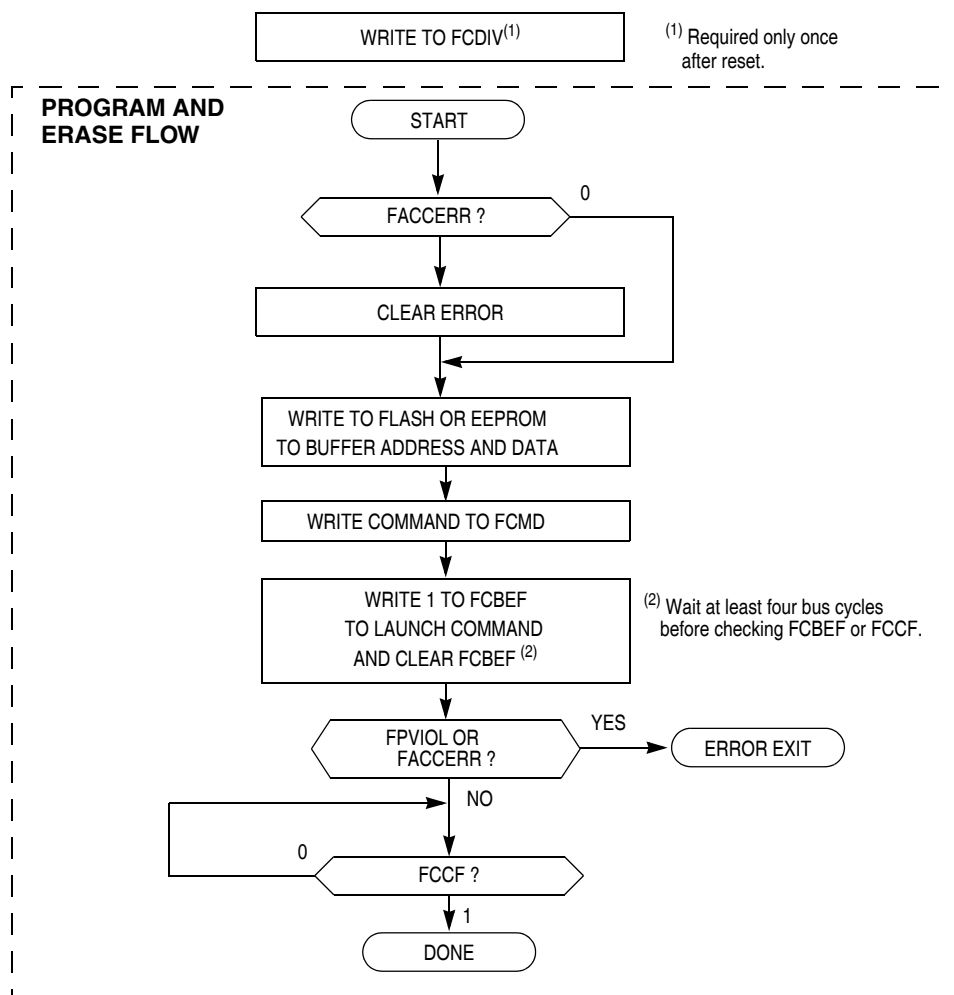 WRITE TO FCDIV(1)
(1) Required only once
after reset.
PROGRAM AND
ERASE FLOW
START
0
FACCERR ?
CLEAR ERROR
WRITE TO FLASH OR EEPROM
TO BUFFER ADDRESS AND DATA
WRITE COMMAND TO FCMD
WRITE 1 TO FCBEF
TO LAUNCH COMMAND
AND CLEAR FCBEF (2)
(2) Wait at least four bus cycles
before checking FCBEF or FCCF.
FPVIOL OR
FACCERR ?
YES
ERROR EXIT
NO
0
FCCF ?
1
DONE